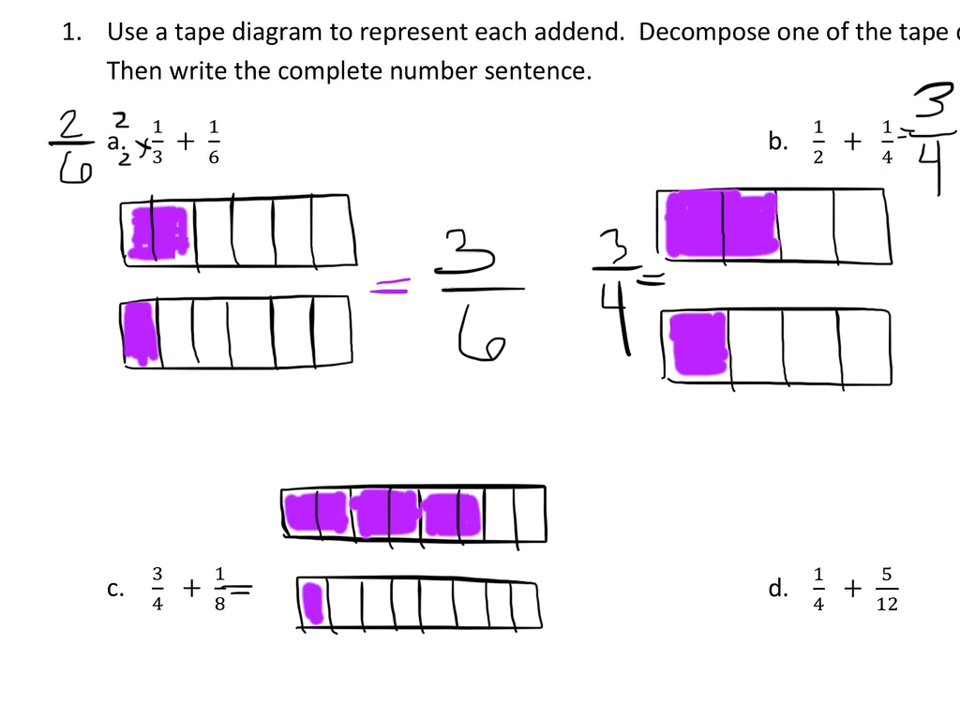 1. Use a tape diagram to represent each addend. Decompose one of the tape
Then write the complete number sentence.
2/6 a. 2/2 × 1/3 + 1/6
b. 1/2 + 1/4 = 3/4
= 3/6
3/4 =
c. 3/4 + 1/8 =
d. 1/4 + 5/12